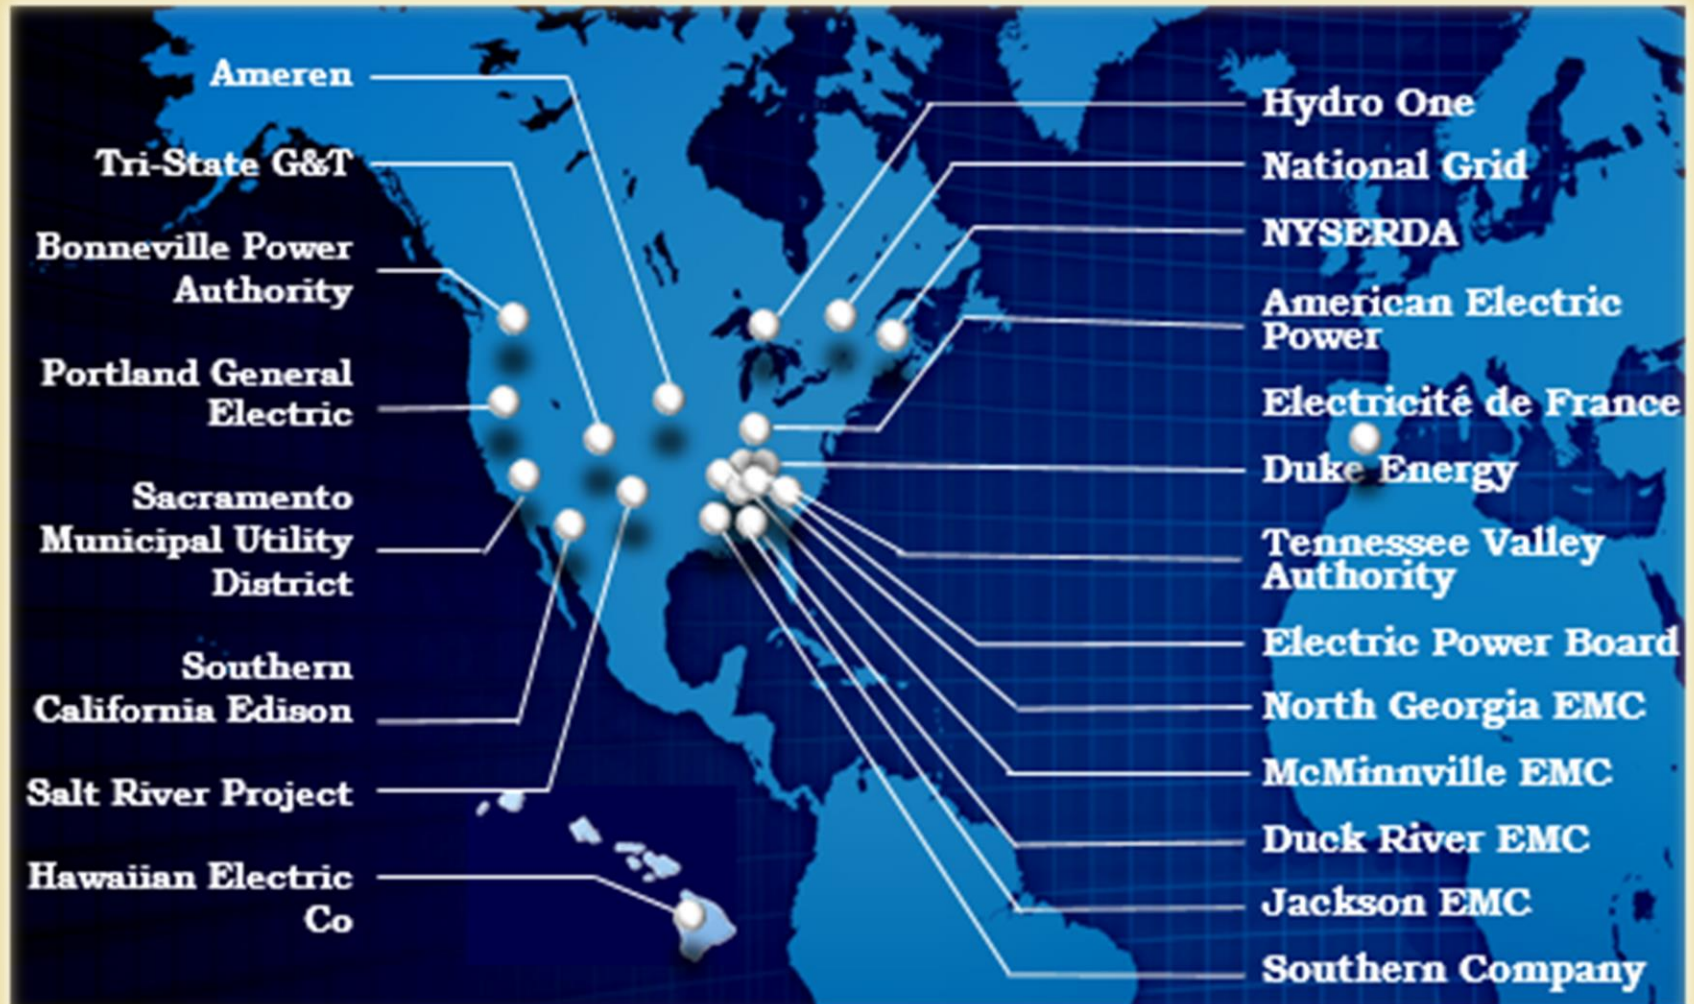 Ameren
Tri-State G&T
Bonneville Power
Authority
Portland General
Electric
Sacramento
Municipal Utility
District
Southern
California Edison
Salt River Project
Hawaiian Electric
Co
Hydro One
National Grid
NYSERDA
American Electric
Power
Electricité de France
Duke Energy
Tennessee Valley
Authority
Electric Power Board
North Georgia EMC
McMinnville EMC
Duck River EMC
Jackson EMC
Southern Company